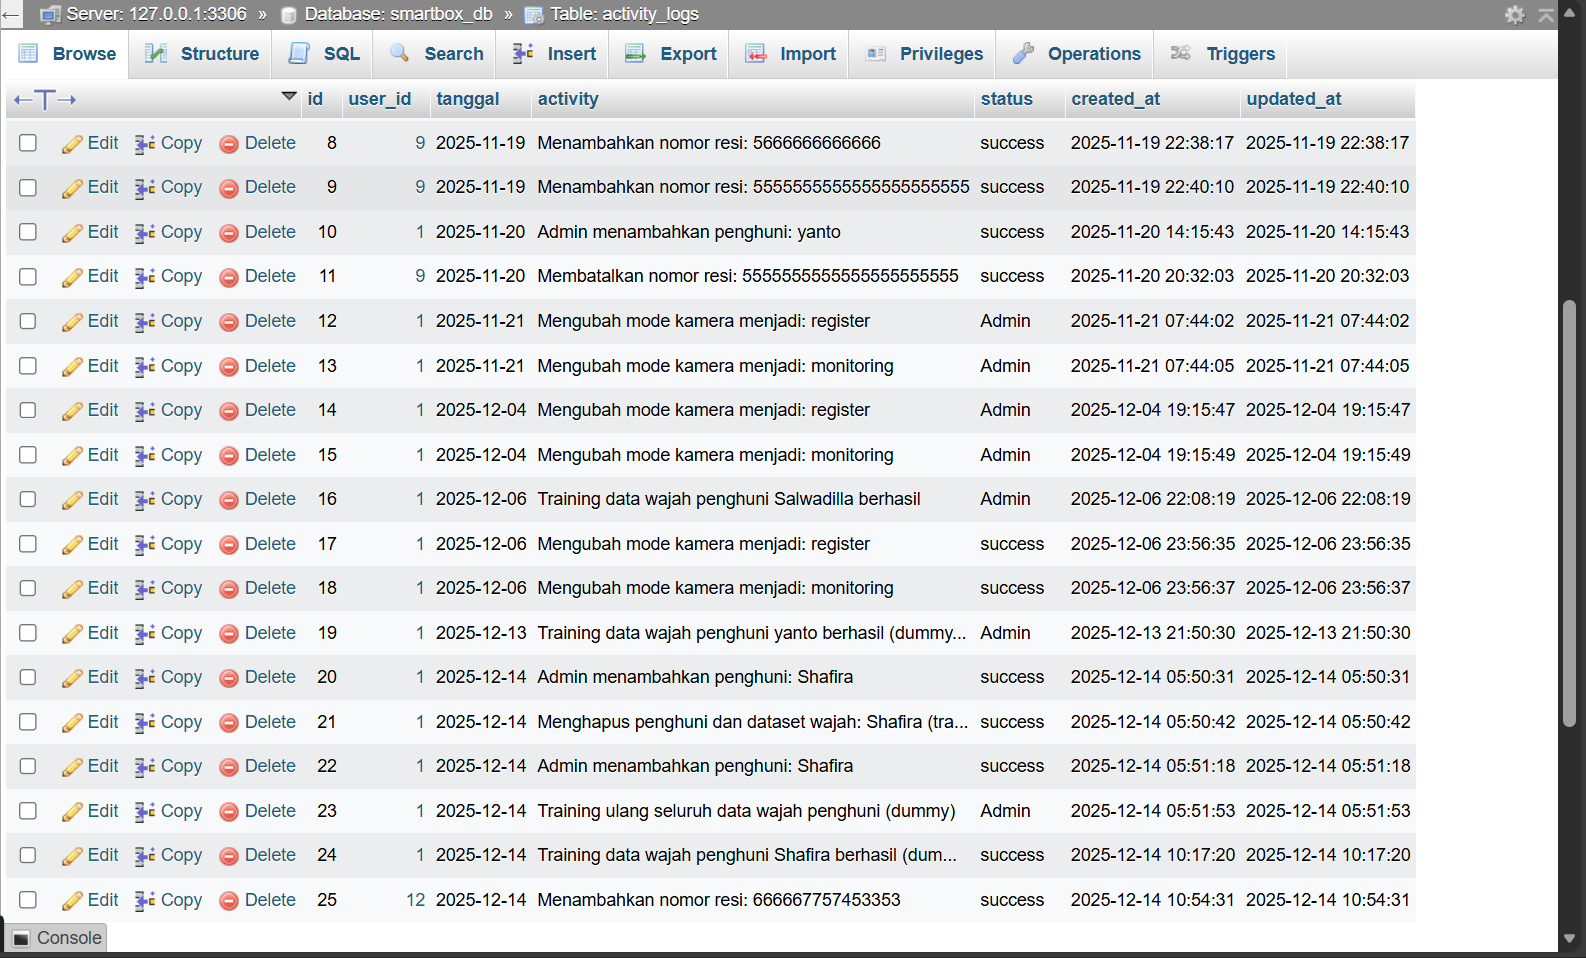 Server: 127.0.0.1:3306 » Database: smartbox_db » Table: activity_logs
Browse Structure SQL Search Insert Export Import Privileges Operations Triggers
id user_id tanggal activity status created_at updated_at
Edit Copy Delete 8 9 2025-11-19 Menambahkan nomor resi: 5666666666666 success 2025-11-19 22:38:17 2025-11-19 22:38:17
Edit Copy Delete 9 9 2025-11-19 Menambahkan nomor resi: 5555555555555555555555 success 2025-11-19 22:40:10 2025-11-19 22:40:10
Edit Copy Delete 10 1 2025-11-20 Admin menambahkan penghuni: yanto success 2025-11-20 14:15:43 2025-11-20 14:15:43
Edit Copy Delete 11 9 2025-11-20 Membatalkan nomor resi: 5555555555555555555555 success 2025-11-20 20:32:03 2025-11-20 20:32:03
Edit Copy Delete 12 1 2025-11-21 Mengubah mode kamera menjadi: register Admin 2025-11-21 07:44:02 2025-11-21 07:44:02
Edit Copy Delete 13 1 2025-11-21 Mengubah mode kamera menjadi: monitoring Admin 2025-11-21 07:44:05 2025-11-21 07:44:05
Edit Copy Delete 14 1 2025-12-04 Mengubah mode kamera menjadi: register Admin 2025-12-04 19:15:47 2025-12-04 19:15:47
Edit Copy Delete 15 1 2025-12-04 Mengubah mode kamera menjadi: monitoring Admin 2025-12-04 19:15:49 2025-12-04 19:15:49
Edit Copy Delete 16 1 2025-12-06 Training data wajah penghuni Salwadilla berhasil Admin 2025-12-06 22:08:19 2025-12-06 22:08:19
Edit Copy Delete 17 1 2025-12-06 Mengubah mode kamera menjadi: register success 2025-12-06 23:56:35 2025-12-06 23:56:35
Edit Copy Delete 18 1 2025-12-06 Mengubah mode kamera menjadi: monitoring success 2025-12-06 23:56:37 2025-12-06 23:56:37
Edit Copy Delete 19 1 2025-12-13 Training data wajah penghuni yanto berhasil (dummy... Admin 2025-12-13 21:50:30 2025-12-13 21:50:30
Edit Copy Delete 20 1 2025-12-14 Admin menambahkan penghuni: Shafira success 2025-12-14 05:50:31 2025-12-14 05:50:31
Edit Copy Delete 21 1 2025-12-14 Menghapus penghuni dan dataset wajah: Shafira (tra... success 2025-12-14 05:50:42 2025-12-14 05:50:42
Edit Copy Delete 22 1 2025-12-14 Admin menambahkan penghuni: Shafira success 2025-12-14 05:51:18 2025-12-14 05:51:18
Edit Copy Delete 23 1 2025-12-14 Training ulang seluruh data wajah penghuni (dummy) Admin 2025-12-14 05:51:53 2025-12-14 05:51:53
Edit Copy Delete 24 1 2025-12-14 Training data wajah penghuni Shafira berhasil (dum... success 2025-12-14 10:17:20 2025-12-14 10:17:20
Edit Copy Delete 25 12 2025-12-14 Menambahkan nomor resi: 666667757453353 success 2025-12-14 10:54:31 2025-12-14 10:54:31
Console